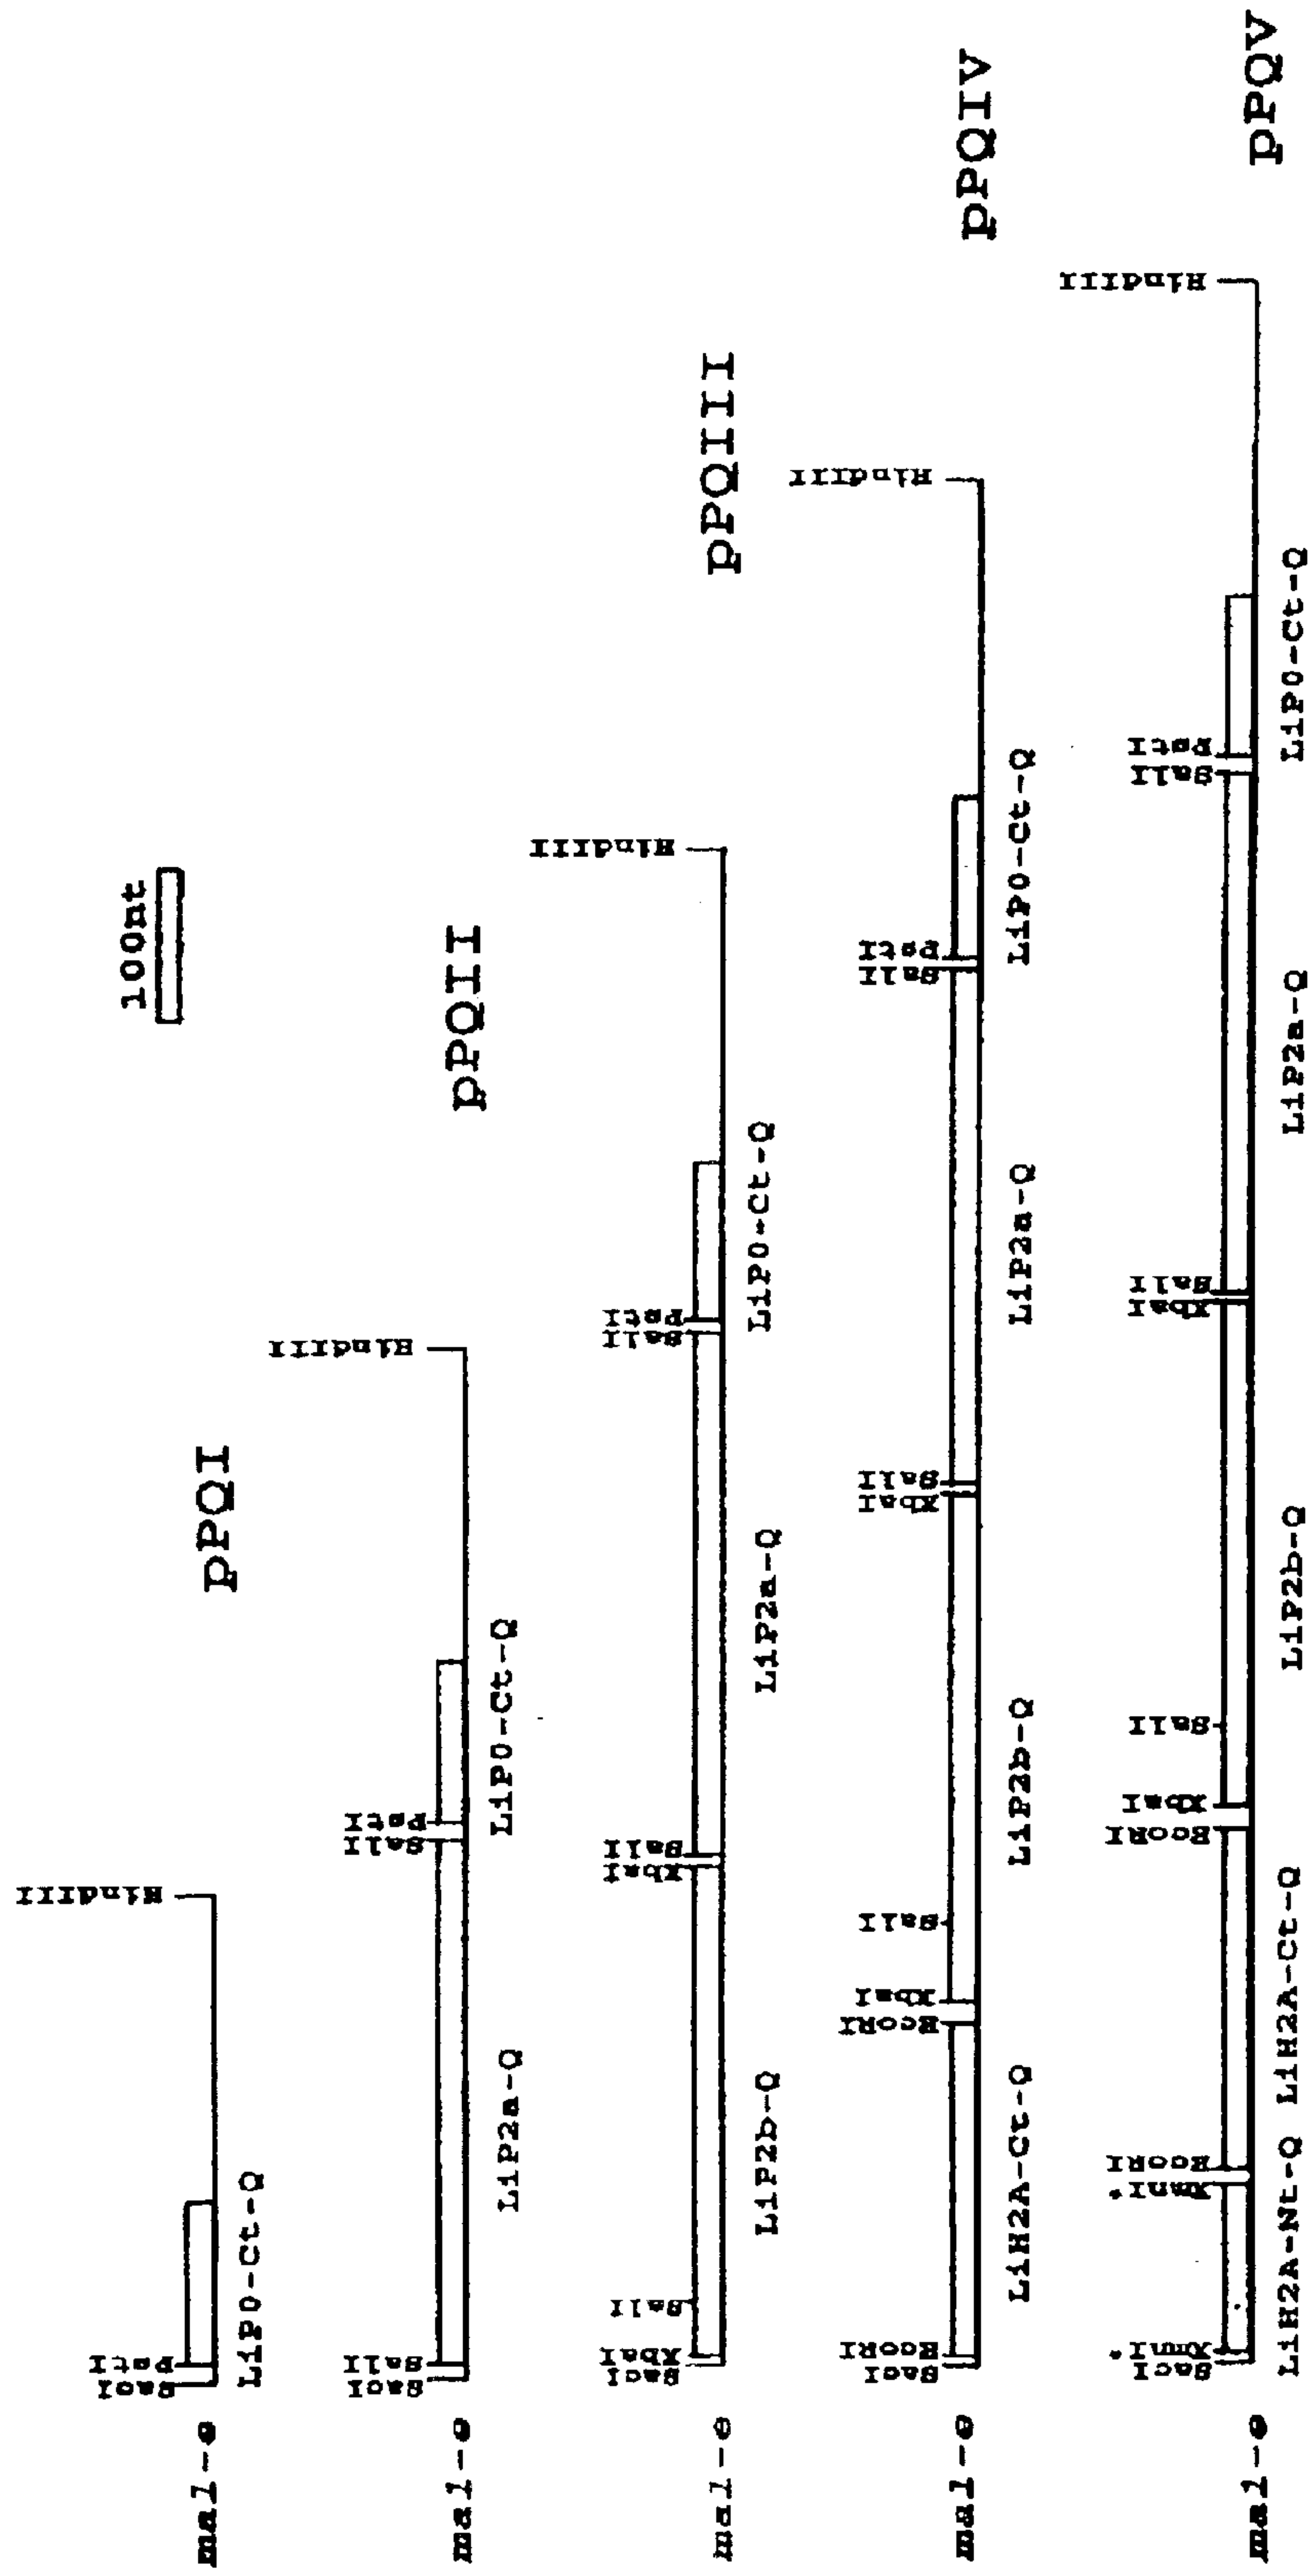 100nt
pPQI
mal-e
SacI
PstI
HindIII
LiP0-Ct-Q
pPQII
mal-e
SacI
SalI
SalI
PstI
HindIII
LiP2a-Q
LiP0-Ct-Q
pPQIII
mal-e
SacI
XbaI
SalI
XbaI
SalI
SalI
PstI
HindIII
LiP2b-Q
LiP2a-Q
LiP0-Ct-Q
pPQIV
mal-e
SacI
EcoRI
EcoRI
XbaI
SalI
XbaI
SalI
SalI
PstI
HindIII
LiH2A-Ct-Q
LiP2b-Q
LiP2a-Q
LiP0-Ct-Q
pPQV
mal-e
SacI
XmnI*
XmnI*
EcoRI
EcoRI
XbaI
SalI
XbaI
SalI
SalI
PstI
HindIII
LiH2A-Nt-Q
LiH2A-Ct-Q
LiP2b-Q
LiP2a-Q
LiP0-Ct-Q